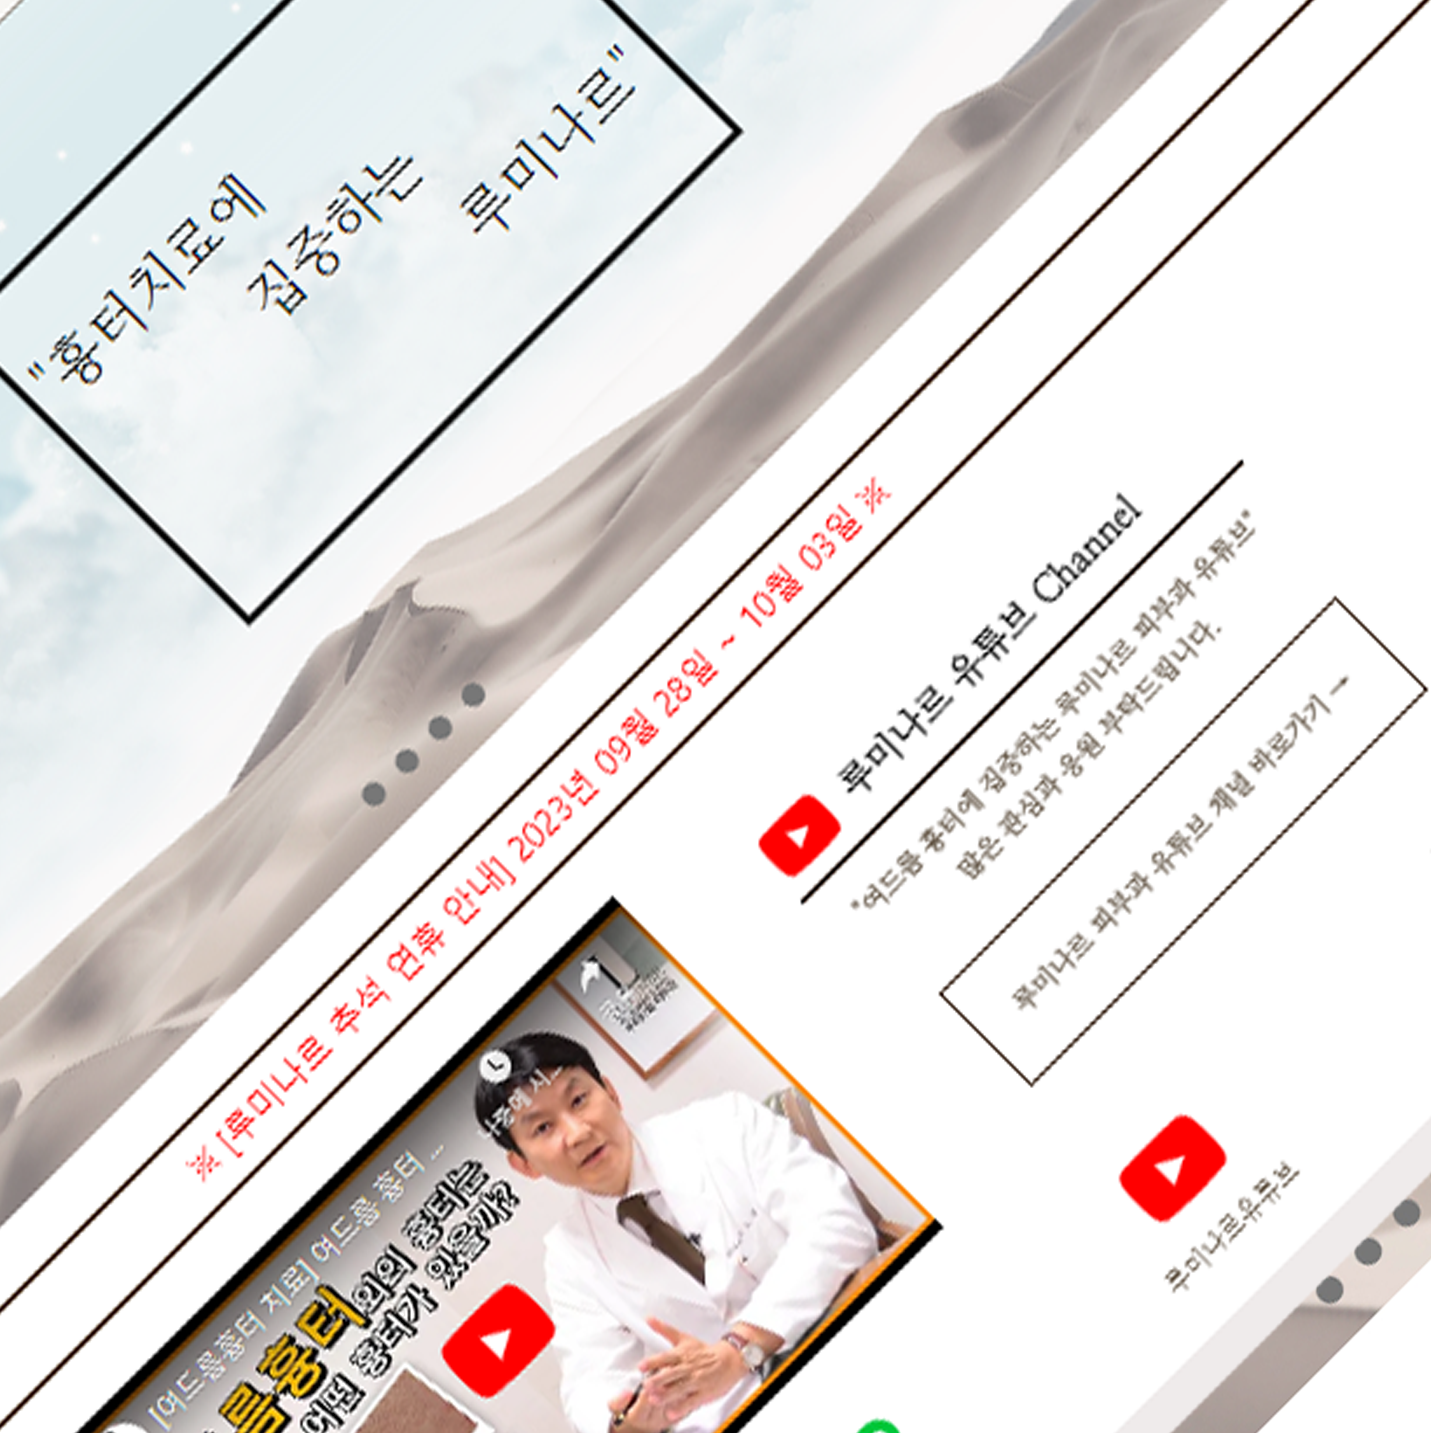 "흉터치료에
집중하는
루미나르"
※ [루미나르 추석 연휴 안내] 2023년 09월 28일 ~ 10월 03일 ※
루미나르 유튜브 Channel
"여드름 흉터에 집중하는 루미나르 피부과 유튜브"
많은 관심과 응원 부탁드립니다.
루미나르 피부과 유튜브 채널 바로가기 →
[여드름흉터 치료] 여드름 흉터 ...
나중에 시...
름흉터 외의 흉터는
어떤 흉터가 있을까?
루미나르유튜브